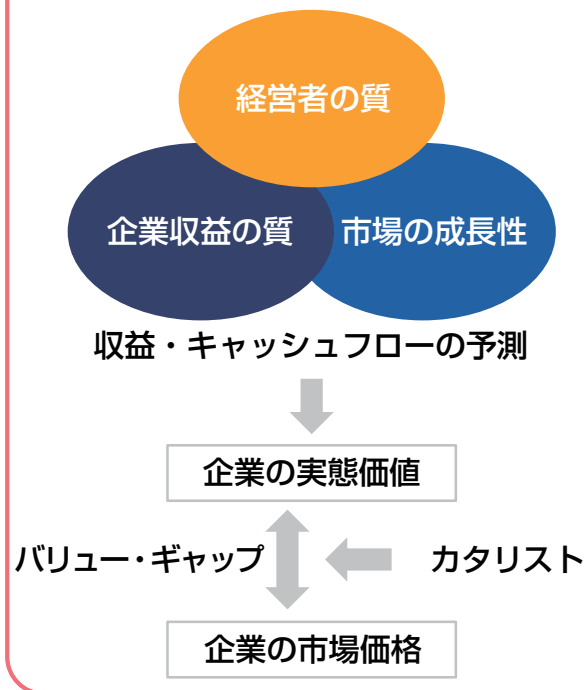 経営者の質
企業収益の質
市場の成長性
収益・キャッシュフローの予測
企業の実態価値
バリュー・ギャップ
カタリスト
企業の市場価格